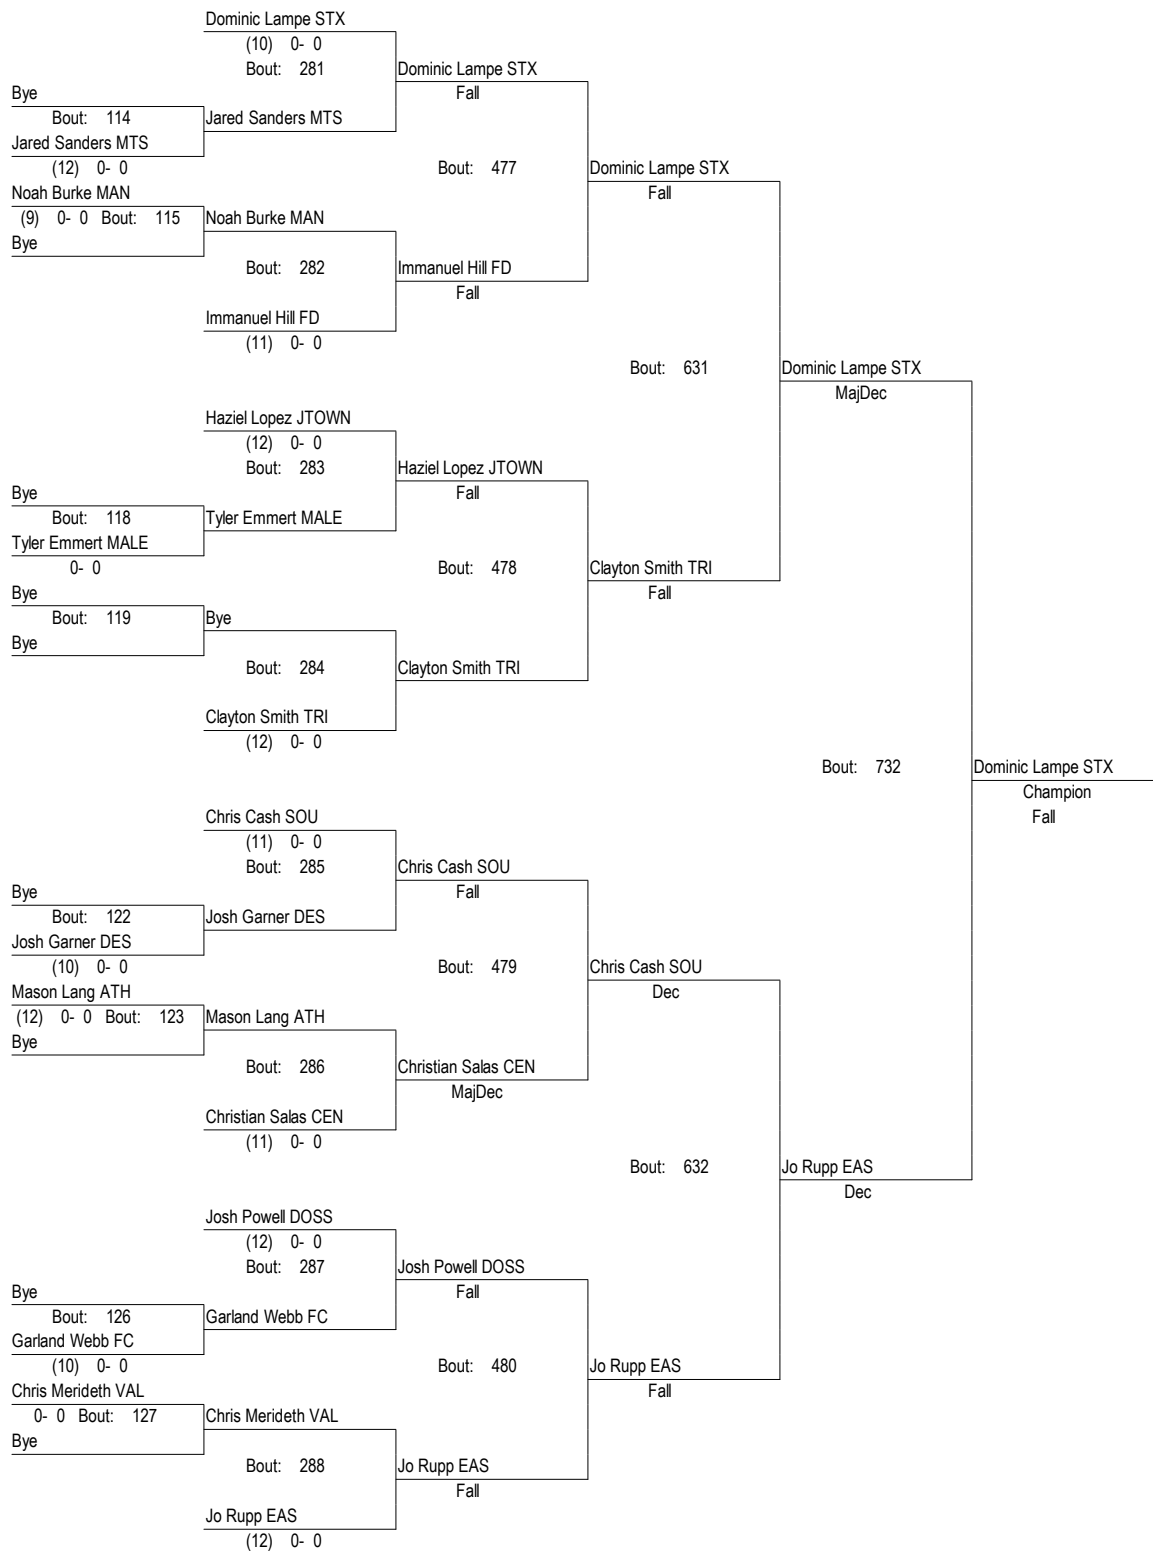 Dominic Lampe STX
(10) 0- 0
Bout: 281
Dominic Lampe STX
Fall
Bye
Bout: 114
Jared Sanders MTS
Jared Sanders MTS
(12) 0- 0
Bout: 477
Dominic Lampe STX
Fall
Noah Burke MAN
(9) 0- 0 Bout: 115
Noah Burke MAN
Bye
Bout: 282
Immanuel Hill FD
Fall
Immanuel Hill FD
(11) 0- 0
Bout: 631
Dominic Lampe STX
MajDec
Haziel Lopez JTOWN
(12) 0- 0
Bout: 283
Haziel Lopez JTOWN
Fall
Bye
Bout: 118
Tyler Emmert MALE
Tyler Emmert MALE
0- 0
Bout: 478
Clayton Smith TRI
Fall
Bye
Bout: 119
Bye
Bye
Bout: 284
Clayton Smith TRI
Clayton Smith TRI
(12) 0- 0
Bout: 732
Dominic Lampe STX
Champion
Fall
Chris Cash SOU
(11) 0- 0
Bout: 285
Chris Cash SOU
Fall
Bye
Bout: 122
Josh Garner DES
Josh Garner DES
(10) 0- 0
Bout: 479
Chris Cash SOU
Dec
Mason Lang ATH
(12) 0- 0 Bout: 123
Mason Lang ATH
Bye
Bout: 286
Christian Salas CEN
MajDec
Christian Salas CEN
(11) 0- 0
Bout: 632
Jo Rupp EAS
Dec
Josh Powell DOSS
(12) 0- 0
Bout: 287
Josh Powell DOSS
Fall
Bye
Bout: 126
Garland Webb FC
Garland Webb FC
(10) 0- 0
Bout: 480
Jo Rupp EAS
Fall
Chris Merideth VAL
0- 0 Bout: 127
Chris Merideth VAL
Bye
Bout: 288
Jo Rupp EAS
Fall
Jo Rupp EAS
(12) 0- 0